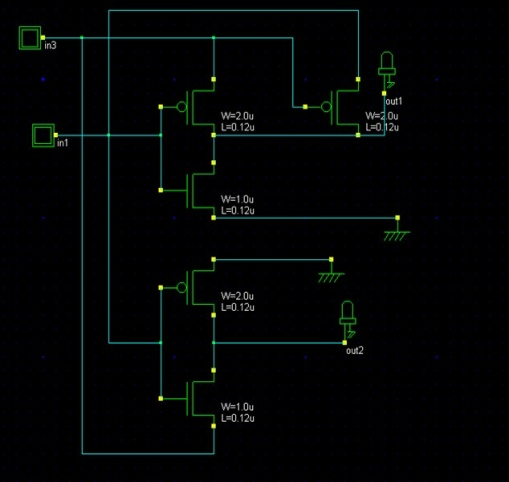 in3
out1
W=2.0u
L=0.12u
W=2.0u
L=0.12u
in1
W=1.0u
L=0.12u
W=2.0u
L=0.12u
out2
W=1.0u
L=0.12u